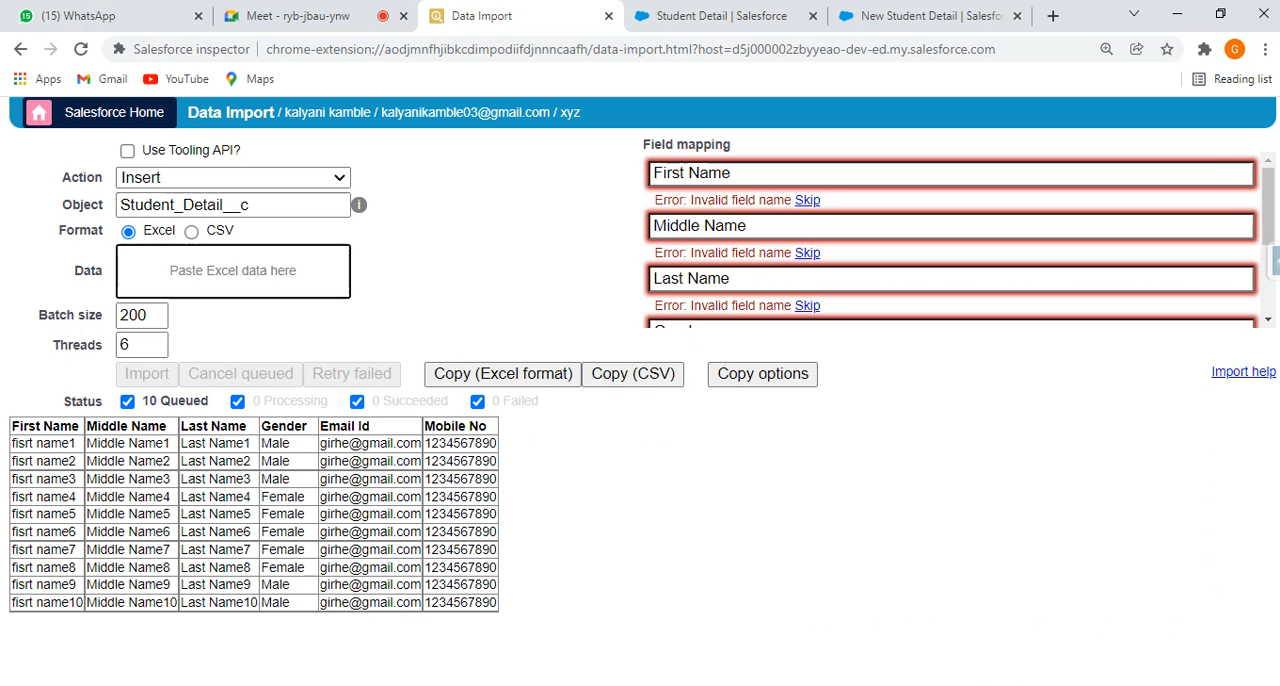 (15) WhatsApp
Meet - ryb-jbau-ynw
Data Import
Student Detail | Salesforce
New Student Detail | Salesfo
Salesforce inspector
chrome-extension://aodjmnfhjibkcdimpodiifdjnnncaafh/data-import.html?host=d5j000002zbyyeao-dev-ed.my.salesforce.com
G
Apps
Gmail
YouTube
Maps
Reading list
Salesforce Home
Data Import / kalyani kamble / kalyanikamble03@gmail.com / xyz
Use Tooling API?
Action Insert
Object Student_Detail__c
Format Excel CSV
Data Paste Excel data here
Batch size 200
Threads 6
Field mapping
First Name
Error: Invalid field name Skip
Middle Name
Error: Invalid field name Skip
Last Name
Error: Invalid field name Skip
Import Cancel queued Retry failed Copy (Excel format) Copy (CSV) Copy options Import help
Status 10 Queued 0 Processing 0 Succeeded 0 Failed
First Name Middle Name Last Name Gender Email Id Mobile No
fisrt name1 Middle Name1 Last Name1 Male girhe@gmail.com 1234567890
fisrt name2 Middle Name2 Last Name2 Male girhe@gmail.com 1234567890
fisrt name3 Middle Name3 Last Name3 Male girhe@gmail.com 1234567890
fisrt name4 Middle Name4 Last Name4 Female girhe@gmail.com 1234567890
fisrt name5 Middle Name5 Last Name5 Female girhe@gmail.com 1234567890
fisrt name6 Middle Name6 Last Name6 Female girhe@gmail.com 1234567890
fisrt name7 Middle Name7 Last Name7 Female girhe@gmail.com 1234567890
fisrt name8 Middle Name8 Last Name8 Female girhe@gmail.com 1234567890
fisrt name9 Middle Name9 Last Name9 Male girhe@gmail.com 1234567890
fisrt name10 Middle Name10 Last Name10 Male girhe@gmail.com 1234567890